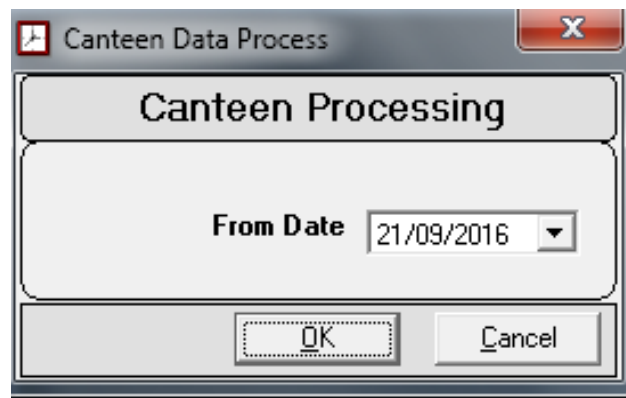 Canteen Data Process
Canteen Processing
From Date 21/09/2016
OK Cancel